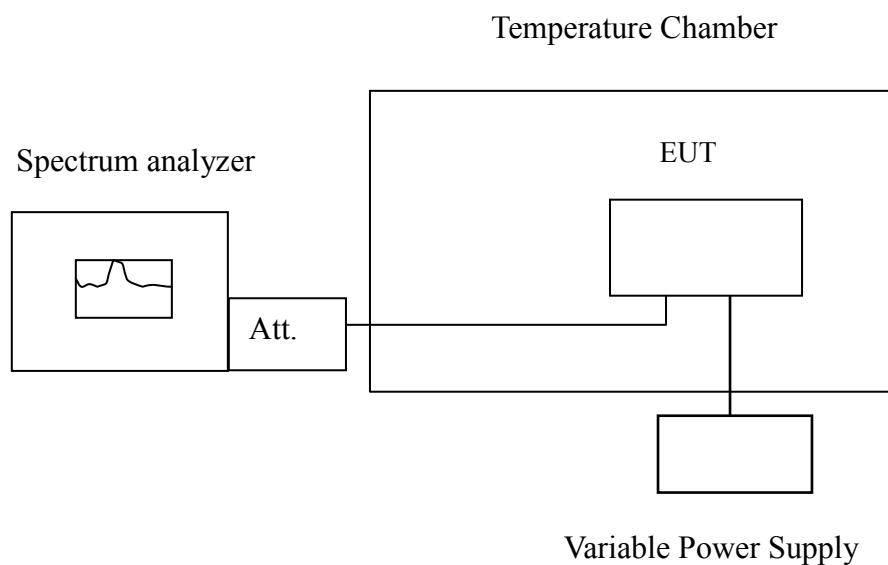 Temperature Chamber
Spectrum analyzer
EUT
Att.
Variable Power Supply